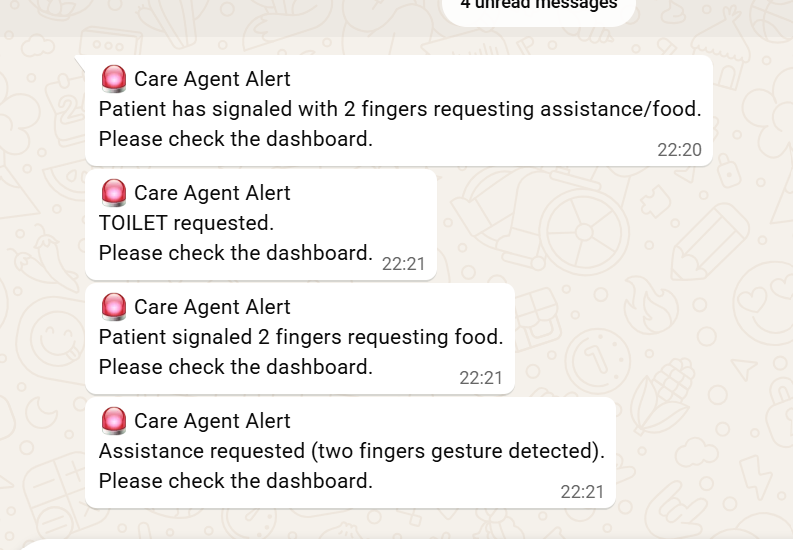 4 unread messages
🚨 Care Agent Alert
Patient has signaled with 2 fingers requesting assistance/food.
Please check the dashboard.
22:20
🚨 Care Agent Alert
TOILET requested.
Please check the dashboard.
22:21
🚨 Care Agent Alert
Patient signaled 2 fingers requesting food.
Please check the dashboard.
22:21
🚨 Care Agent Alert
Assistance requested (two fingers gesture detected).
Please check the dashboard.
22:21